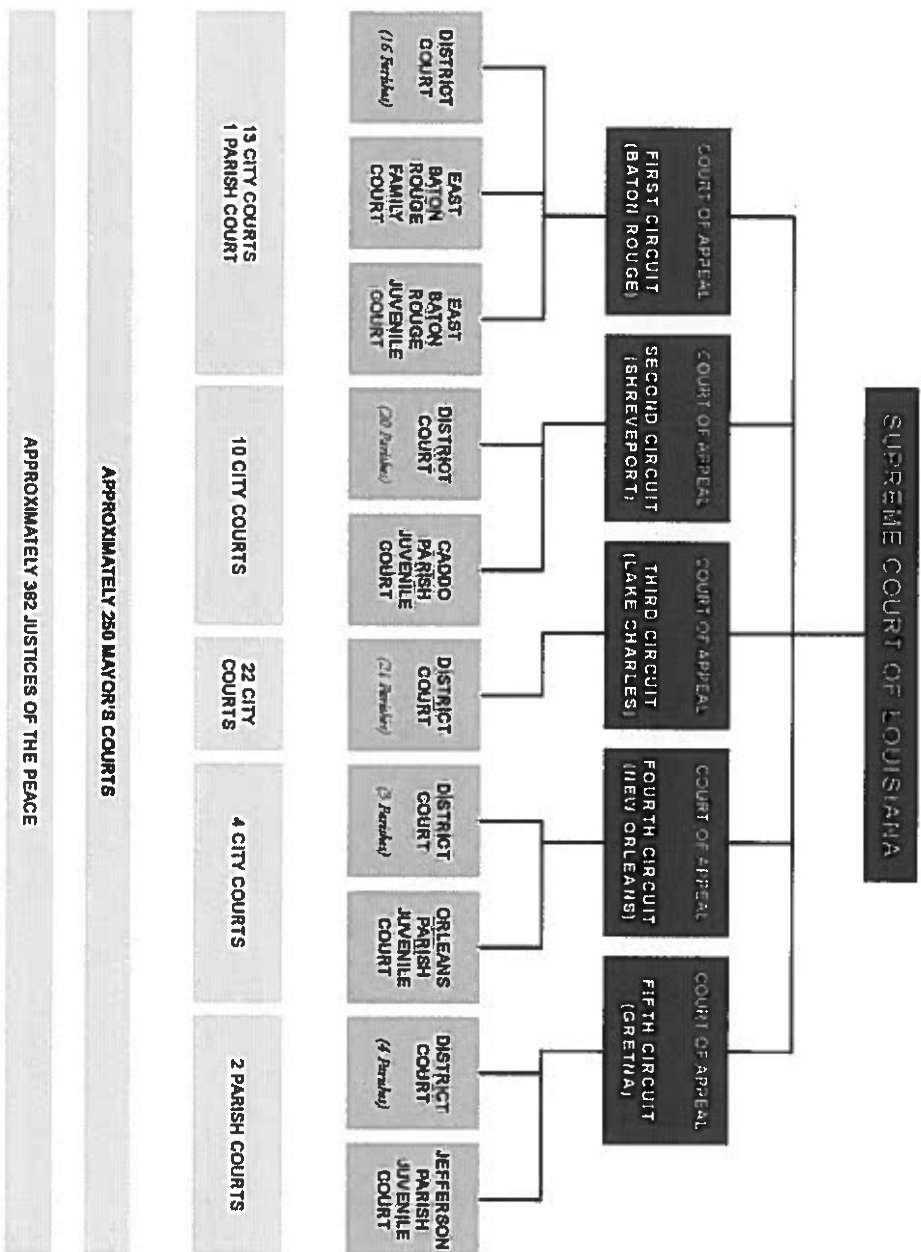 SUPREME COURT OF LOUISIANA
COURT OF APPEAL
FIRST CIRCUIT
(BATON ROUGE)
COURT OF APPEAL
SECOND CIRCUIT
(SHREVEPORT)
COURT OF APPEAL
THIRD CIRCUIT
(LAKE CHARLES)
COURT OF APPEAL
FOURTH CIRCUIT
(NEW ORLEANS)
COURT OF APPEAL
FIFTH CIRCUIT
(GRETNA)
DISTRICT
COURT
(16 Parishes)
EAST
BATON
ROUGE
FAMILY
COURT
EAST
BATON
ROUGE
JUVENILE
COURT
DISTRICT
COURT
(20 Parishes)
CADDO
PARISH
JUVENILE
COURT
DISTRICT
COURT
(21 Parishes)
DISTRICT
COURT
(3 Parishes)
ORLEANS
PARISH
JUVENILE
COURT
DISTRICT
COURT
(4 Parishes)
JEFFERSON
PARISH
JUVENILE
COURT
13 CITY COURTS
1 PARISH COURT
10 CITY COURTS
22 CITY
COURTS
4 CITY COURTS
2 PARISH COURTS
APPROXIMATELY 250 MAYOR'S COURTS
APPROXIMATELY 382 JUSTICES OF THE PEACE